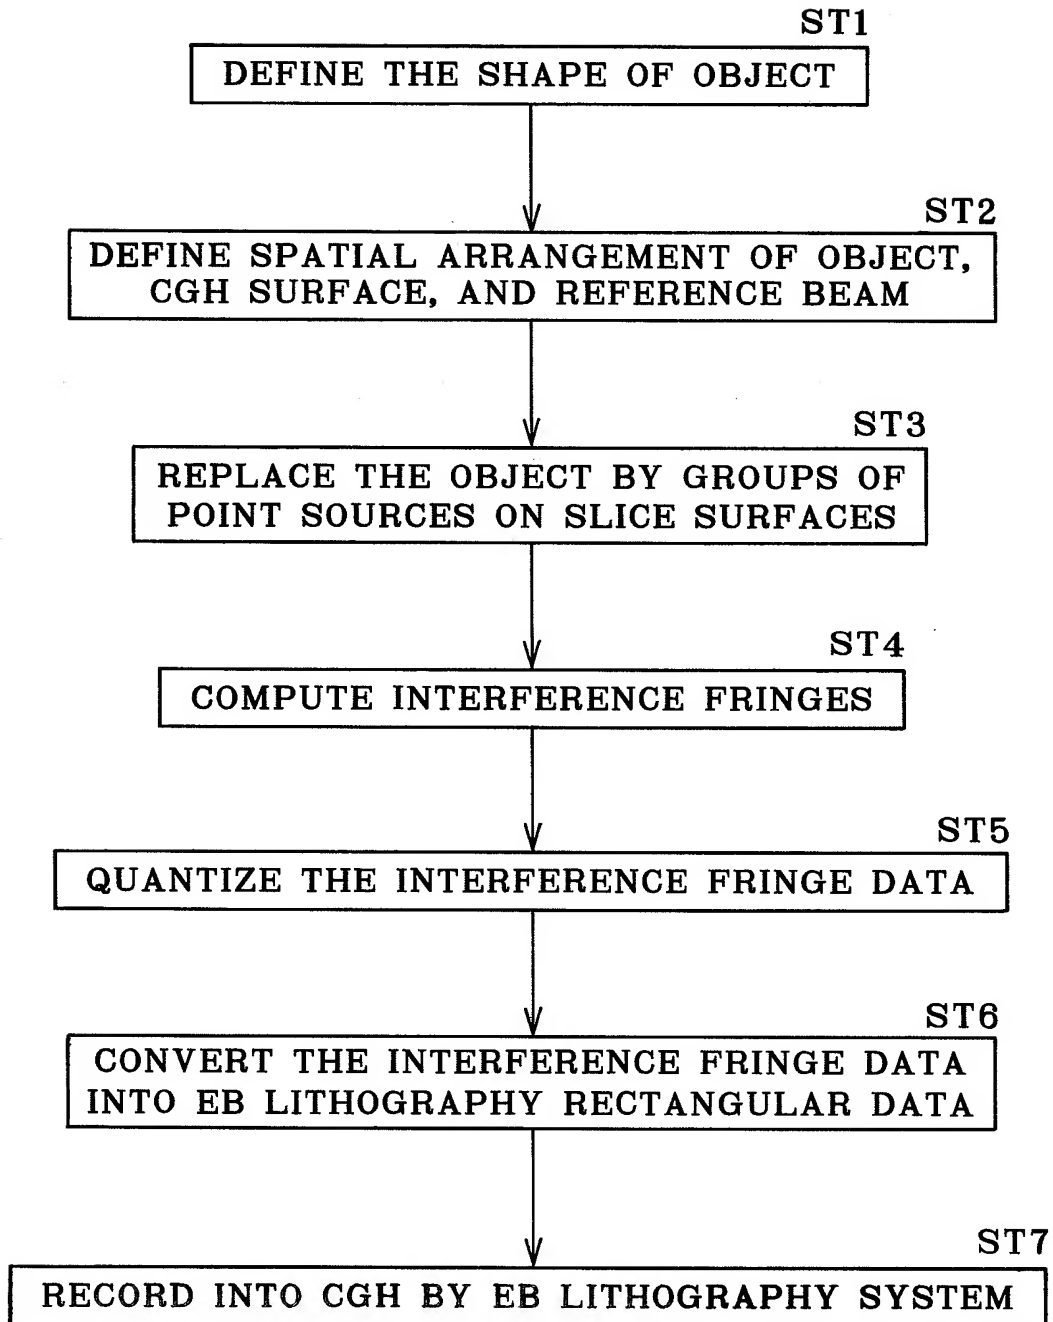 ST1
DEFINE THE SHAPE OF OBJECT
ST2
DEFINE SPATIAL ARRANGEMENT OF OBJECT,
CGH SURFACE, AND REFERENCE BEAM
ST3
REPLACE THE OBJECT BY GROUPS OF
POINT SOURCES ON SLICE SURFACES
ST4
COMPUTE INTERFERENCE FRINGES
ST5
QUANTIZE THE INTERFERENCE FRINGE DATA
ST6
CONVERT THE INTERFERENCE FRINGE DATA
INTO EB LITHOGRAPHY RECTANGULAR DATA
ST7
RECORD INTO CGH BY EB LITHOGRAPHY SYSTEM